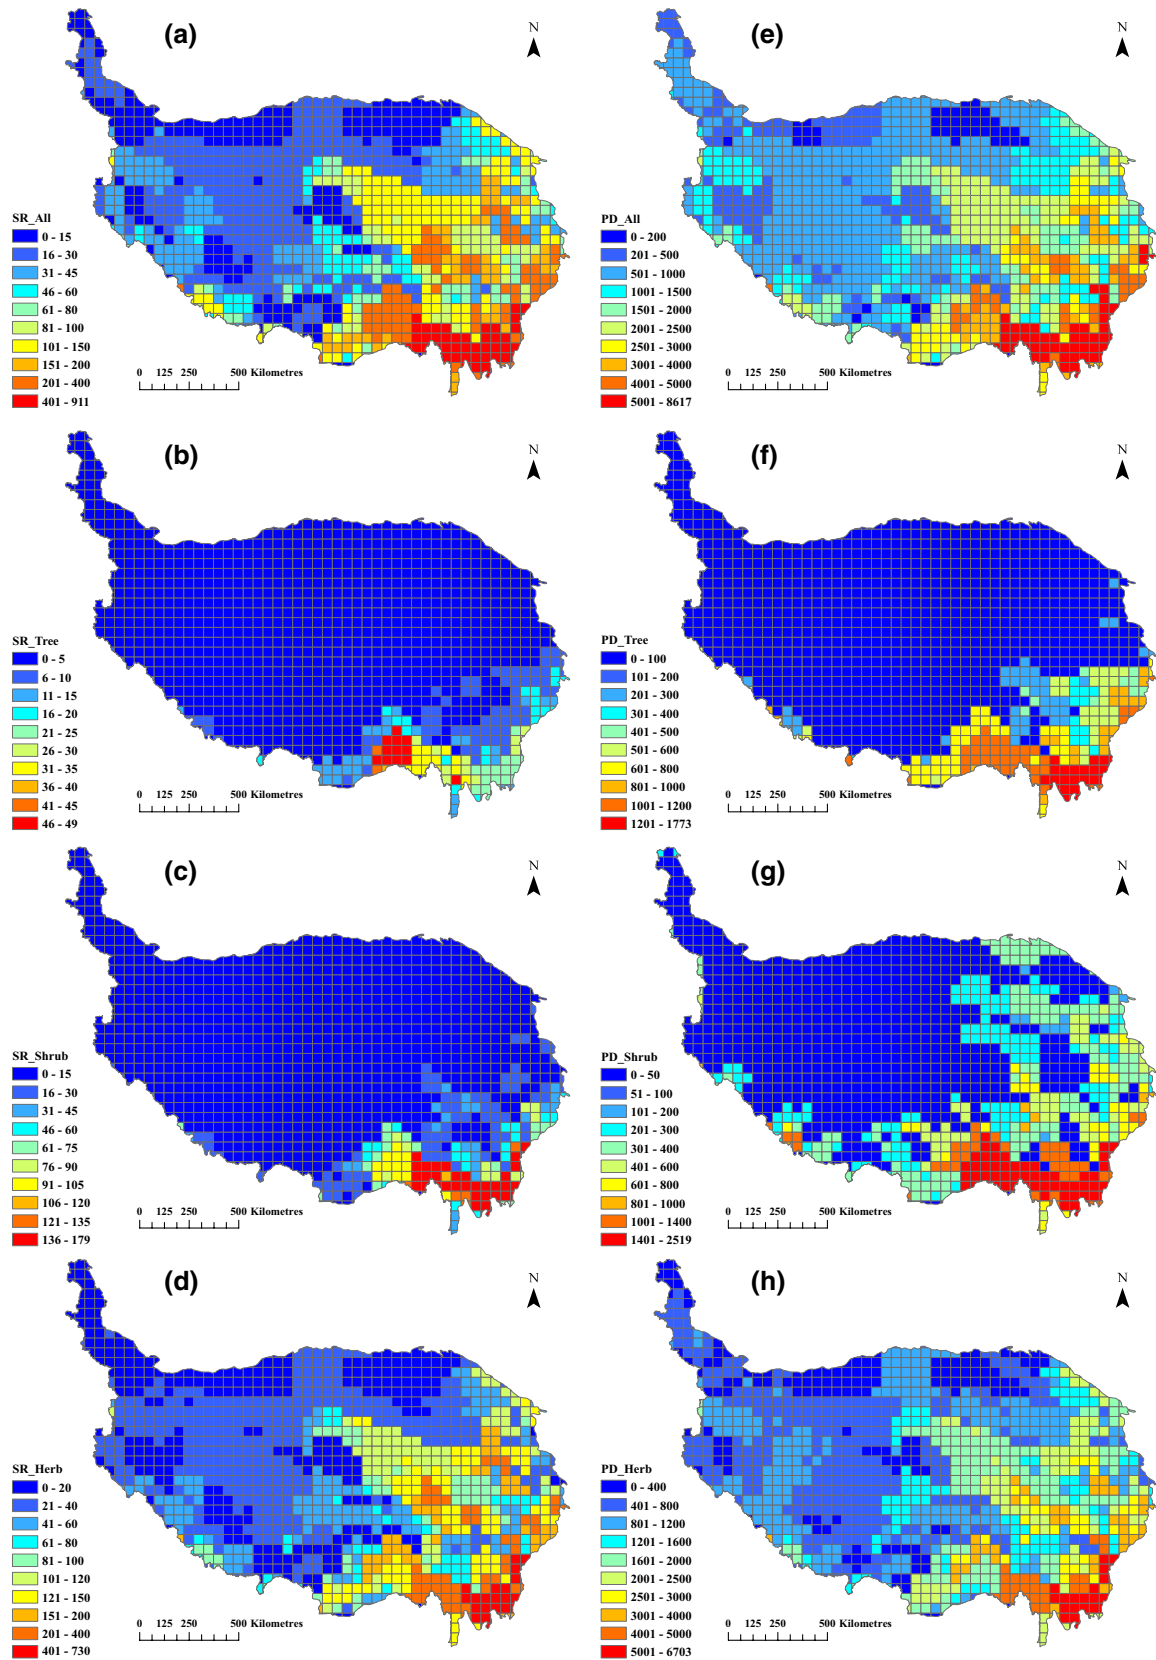 (a)
N
SR_All
0 - 15
16 - 30
31 - 45
46 - 60
61 - 80
81 - 100
101 - 150
151 - 200
201 - 400
401 - 911
0 125 250 500 Kilometres
(e)
N
PD_All
0 - 200
201 - 500
501 - 1000
1001 - 1500
1501 - 2000
2001 - 2500
2501 - 3000
3001 - 4000
4001 - 5000
5001 - 8617
0 125 250 500 Kilometres
(b)
N
SR_Tree
0 - 5
6 - 10
11 - 15
16 - 20
21 - 25
26 - 30
31 - 35
36 - 40
41 - 45
46 - 49
0 125 250 500 Kilometres
(f)
N
PD_Tree
0 - 100
101 - 200
201 - 300
301 - 400
401 - 500
501 - 600
601 - 800
801 - 1000
1001 - 1200
1201 - 1773
0 125 250 500 Kilometres
(c)
N
SR_Shrub
0 - 15
16 - 30
31 - 45
46 - 60
61 - 75
76 - 90
91 - 105
106 - 120
121 - 135
136 - 179
0 125 250 500 Kilometres
(g)
N
PD_Shrub
0 - 50
51 - 100
101 - 200
201 - 300
301 - 400
401 - 600
601 - 800
801 - 1000
1001 - 1400
1401 - 2519
0 125 250 500 Kilometres
(d)
N
SR_Herb
0 - 20
21 - 40
41 - 60
61 - 80
81 - 100
101 - 120
121 - 150
151 - 200
201 - 400
401 - 730
0 125 250 500 Kilometres
(h)
N
PD_Herb
0 - 400
401 - 800
801 - 1200
1201 - 1600
1601 - 2000
2001 - 2500
2501 - 3000
3001 - 4000
4001 - 5000
5001 - 6703
0 125 250 500 Kilometres